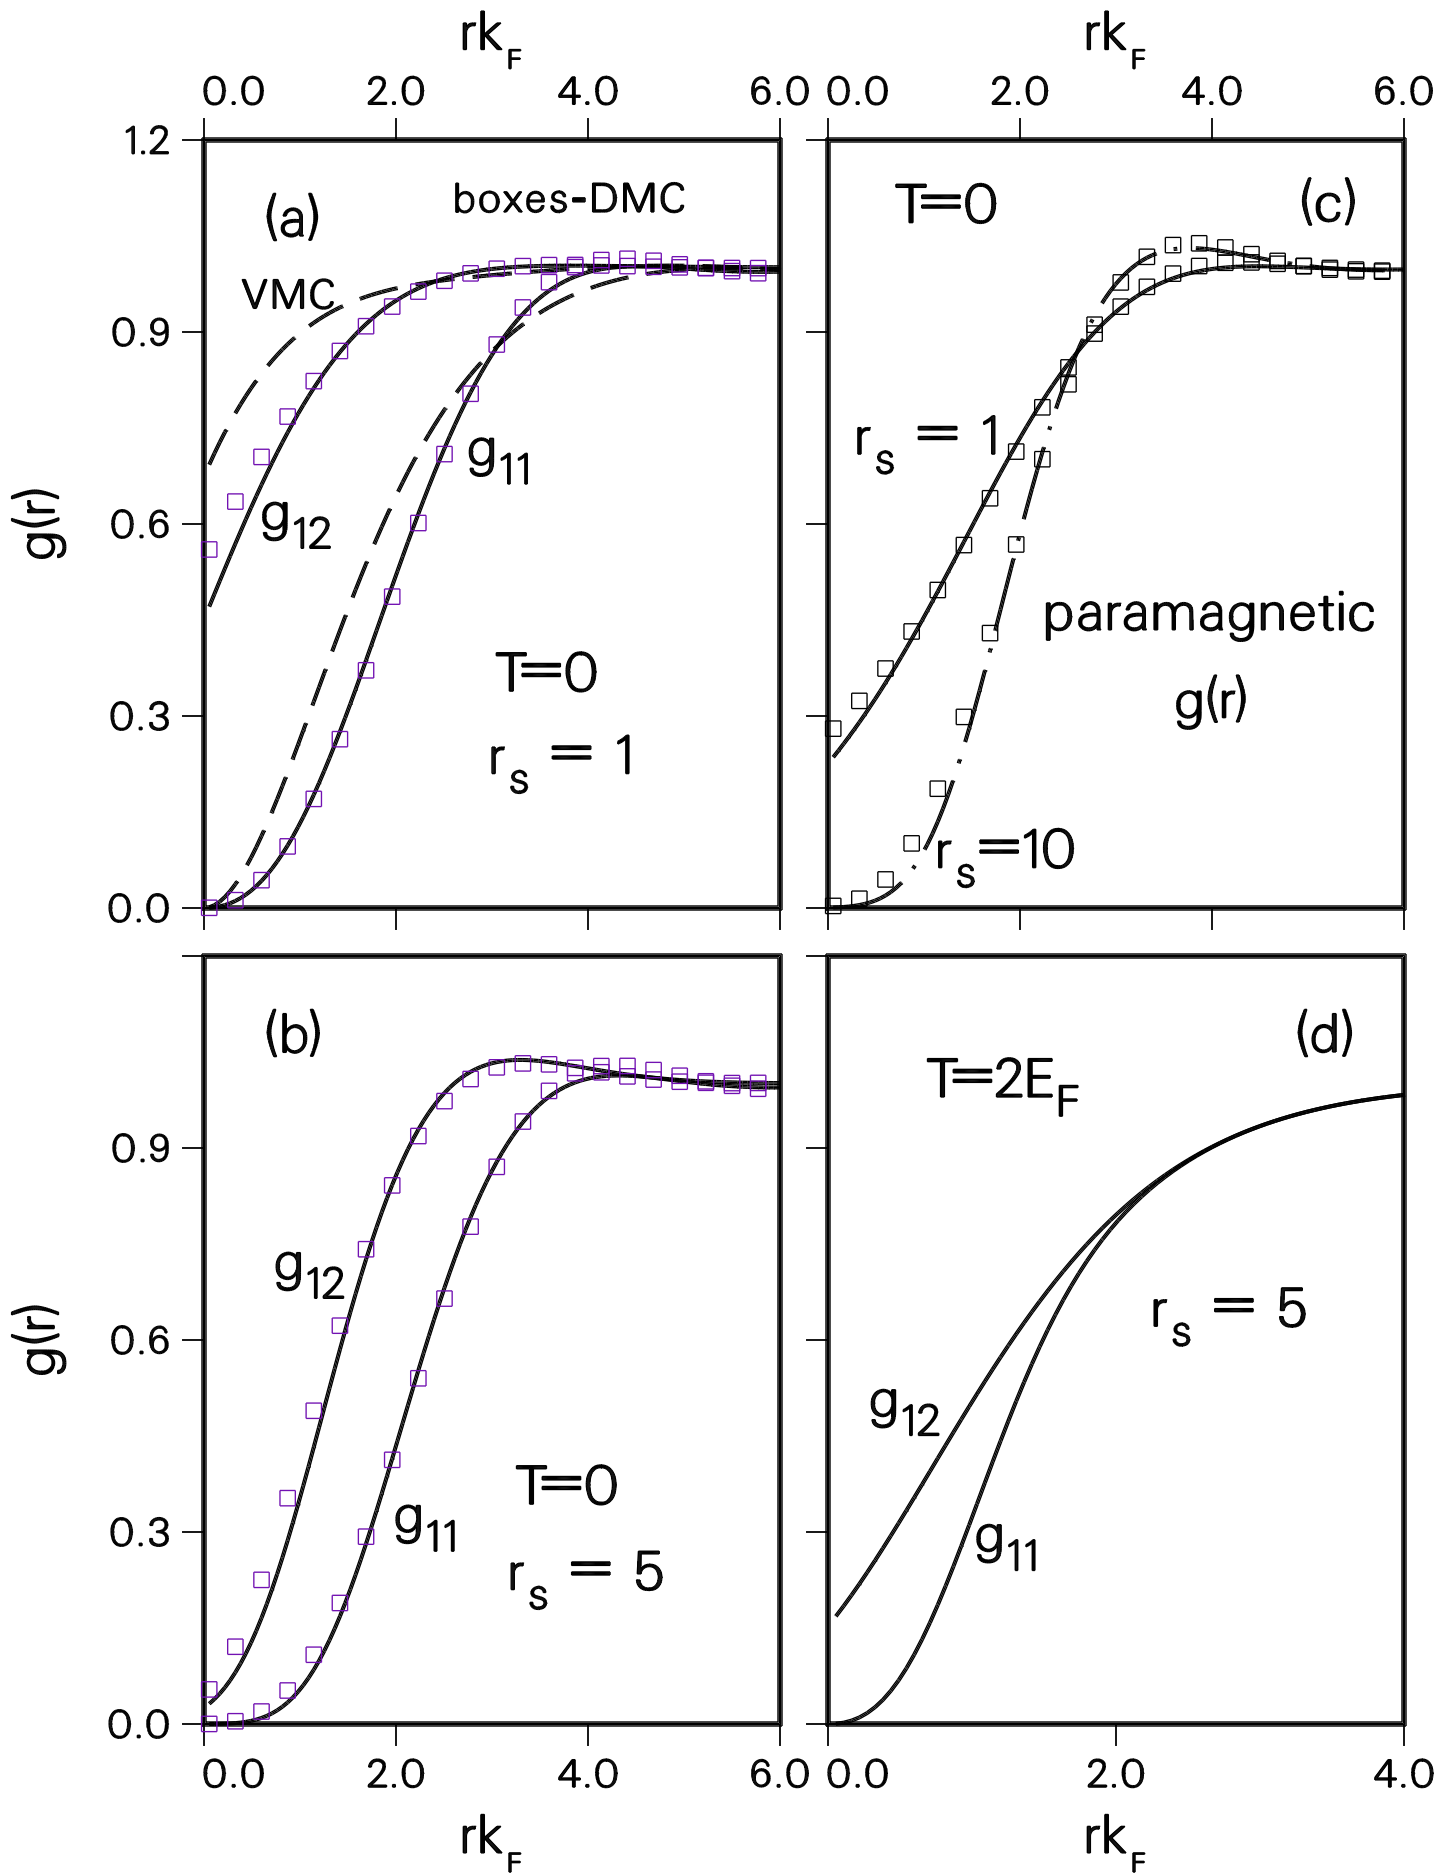 rk_F rk_F
0.0 2.0 4.0 6.0 0.0 2.0 4.0 6.0
1.2
0.9
0.6
0.3
0.0
g(r)
(a)
boxes-DMC
VMC
g_12
g_11
T=0
r_s = 1
T=0
(c)
r_s = 1
paramagnetic
g(r)
r_s=10
0.9
0.6
0.3
0.0
g(r)
(b)
g_12
g_11
T=0
r_s = 5
(d)
T=2E_F
r_s = 5
g_12
g_11
0.0 2.0 4.0 6.0 0.0 2.0 4.0
rk_F rk_F